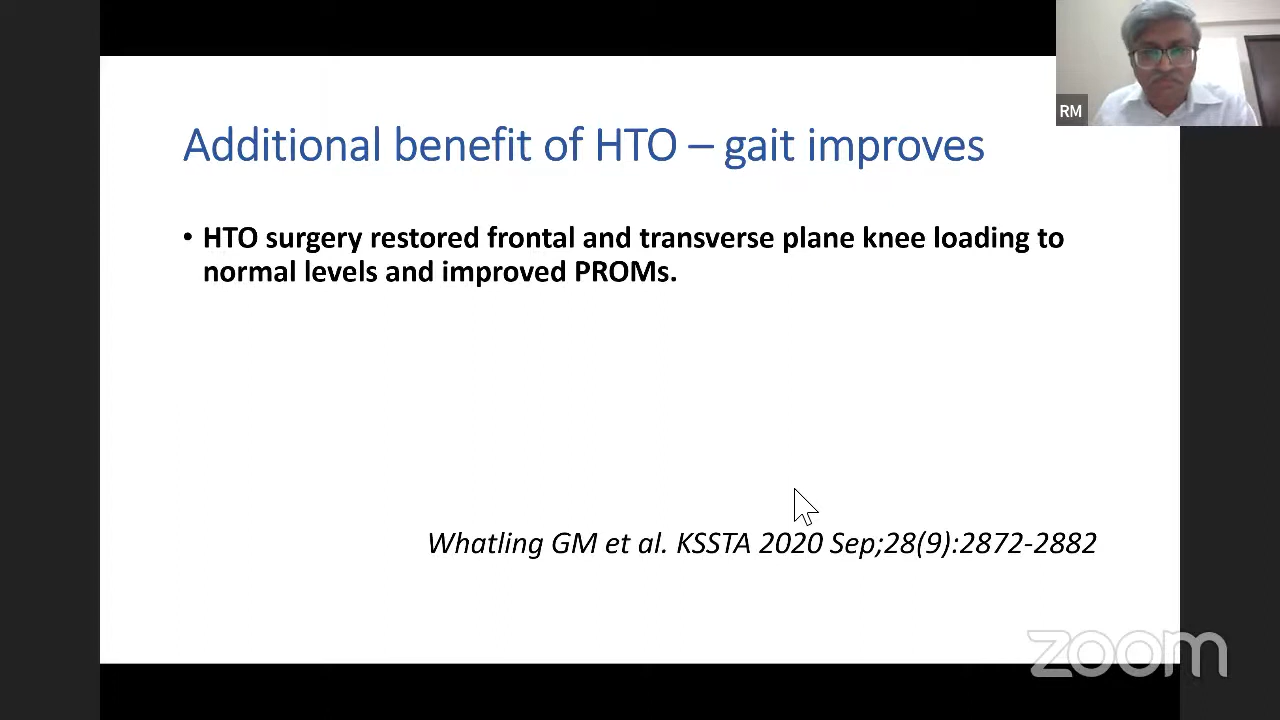 RM
Additional benefit of HTO – gait improves
• HTO surgery restored frontal and transverse plane knee loading to
normal levels and improved PROMs.
Whatling GM et al. KSSTA 2020 Sep;28(9):2872-2882
zoom